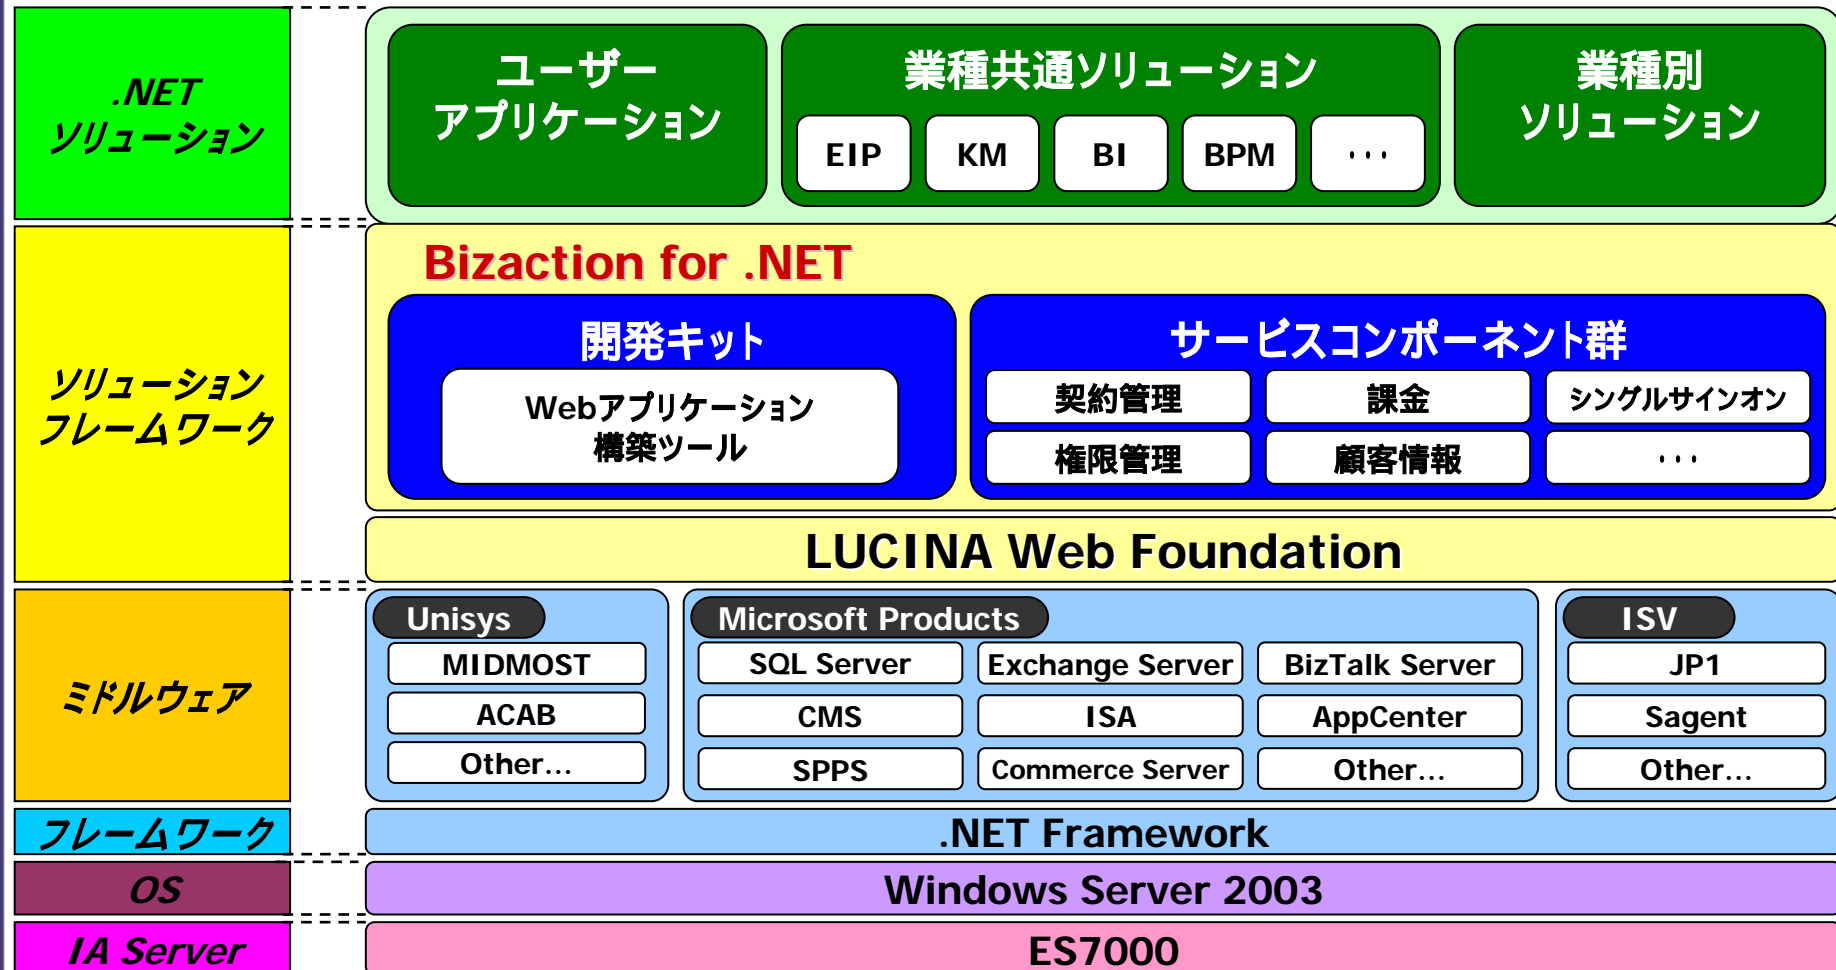 .NET
ソリューション
ユーザー
アプリケーション
業種共通ソリューション
EIP
KM
BI
BPM
・・・
業種別
ソリューション
ソリューション
フレームワーク
Bizaction for .NET
開発キット
Webアプリケーション
構築ツール
サービスコンポーネント群
契約管理
課金
シングルサインオン
権限管理
顧客情報
・・・
LUCINA Web Foundation
ミドルウェア
Unisys
MIDMOST
ACAB
Other...
Microsoft Products
SQL Server
Exchange Server
BizTalk Server
CMS
ISA
AppCenter
SPPS
Commerce Server
Other...
ISV
JP1
Sagent
Other...
フレームワーク
.NET Framework
OS
Windows Server 2003
IA Server
ES7000